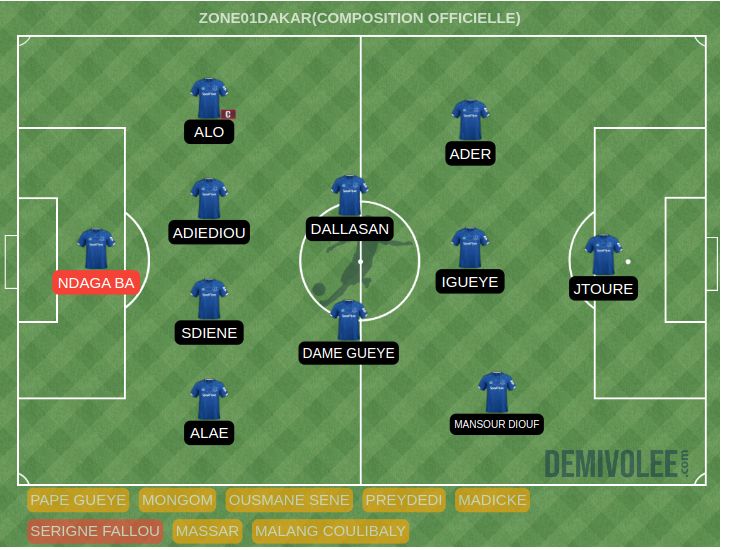 ZONE01DAKAR(COMPOSITION OFFICIELLE)
C
ALO
ADER
DALLASAN
ADIEDIOU
NDAGA BA
IGUEYE
JTOURE
SDIENE
DAME GUEYE
ALAE
MANSOUR DIOUF
DEMIVOLEE.com
PAPE GUEYE MONGOM OUSMANE SENE PREYDEDI MADICKE
SERIGNE FALLOU MASSAR MALANG COULIBALY